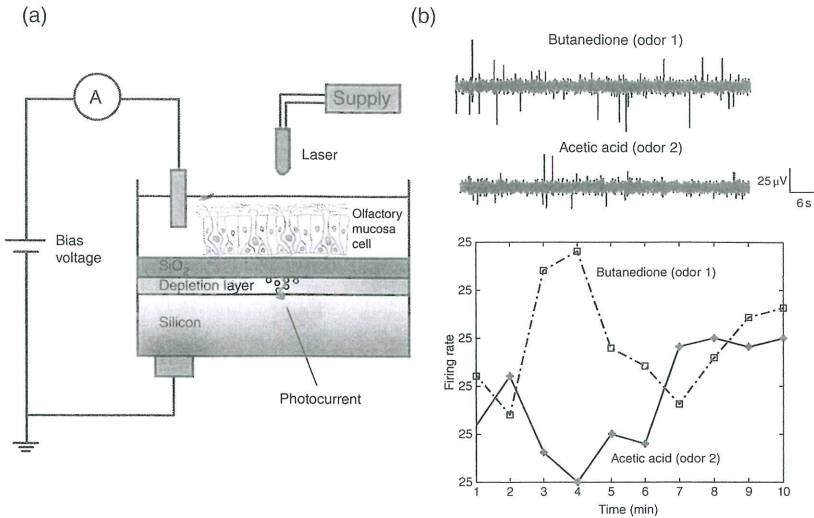 (a)
A
Supply
Laser
Olfactory
mucosa
cell
Bias
voltage
SiO2
Depletion layer
Silicon
Photocurrent
(b)
Butanedione (odor 1)
Acetic acid (odor 2)
25 μV
6 s
25
25
25
25
25
25
Firing rate
Butanedione (odor 1)
Acetic acid (odor 2)
1 2 3 4 5 6 7 8 9 10
Time (min)